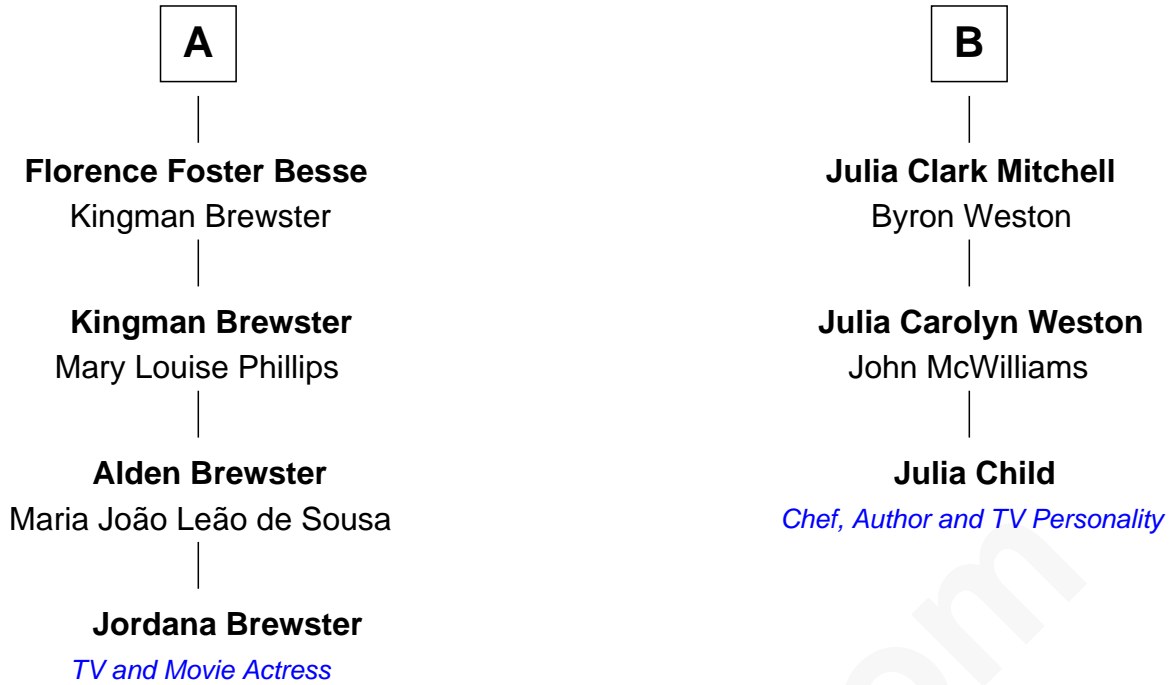 A
Florence Foster Besse
Kingman Brewster
Kingman Brewster
Mary Louise Phillips
Alden Brewster
Maria João Leão de Sousa
Jordana Brewster
TV and Movie Actress
B
Julia Clark Mitchell
Byron Weston
Julia Carolyn Weston
John McWilliams
Julia Child
Chef, Author and TV Personality
om